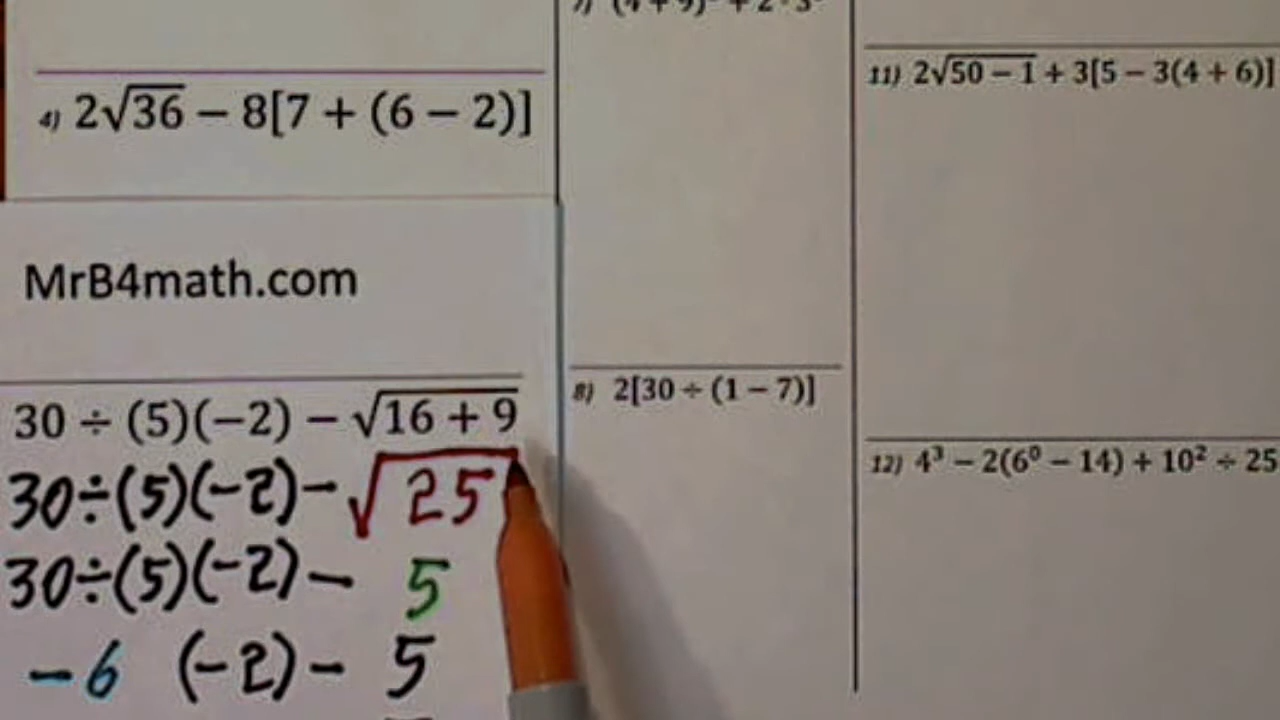 4) 2√36 − 8[7 + (6 − 2)]
MrB4math.com
30 ÷ (5)(−2) − √16 + 9
30÷(5)(−2)−√25
30÷(5)(−2)− 5
−6 (−2)− 5
8) 2[30 ÷ (1 − 7)]
11) 2√50 − 1 + 3[5 − 3(4 + 6)]
12) 4³ − 2(6⁰ − 14) + 10² ÷ 25